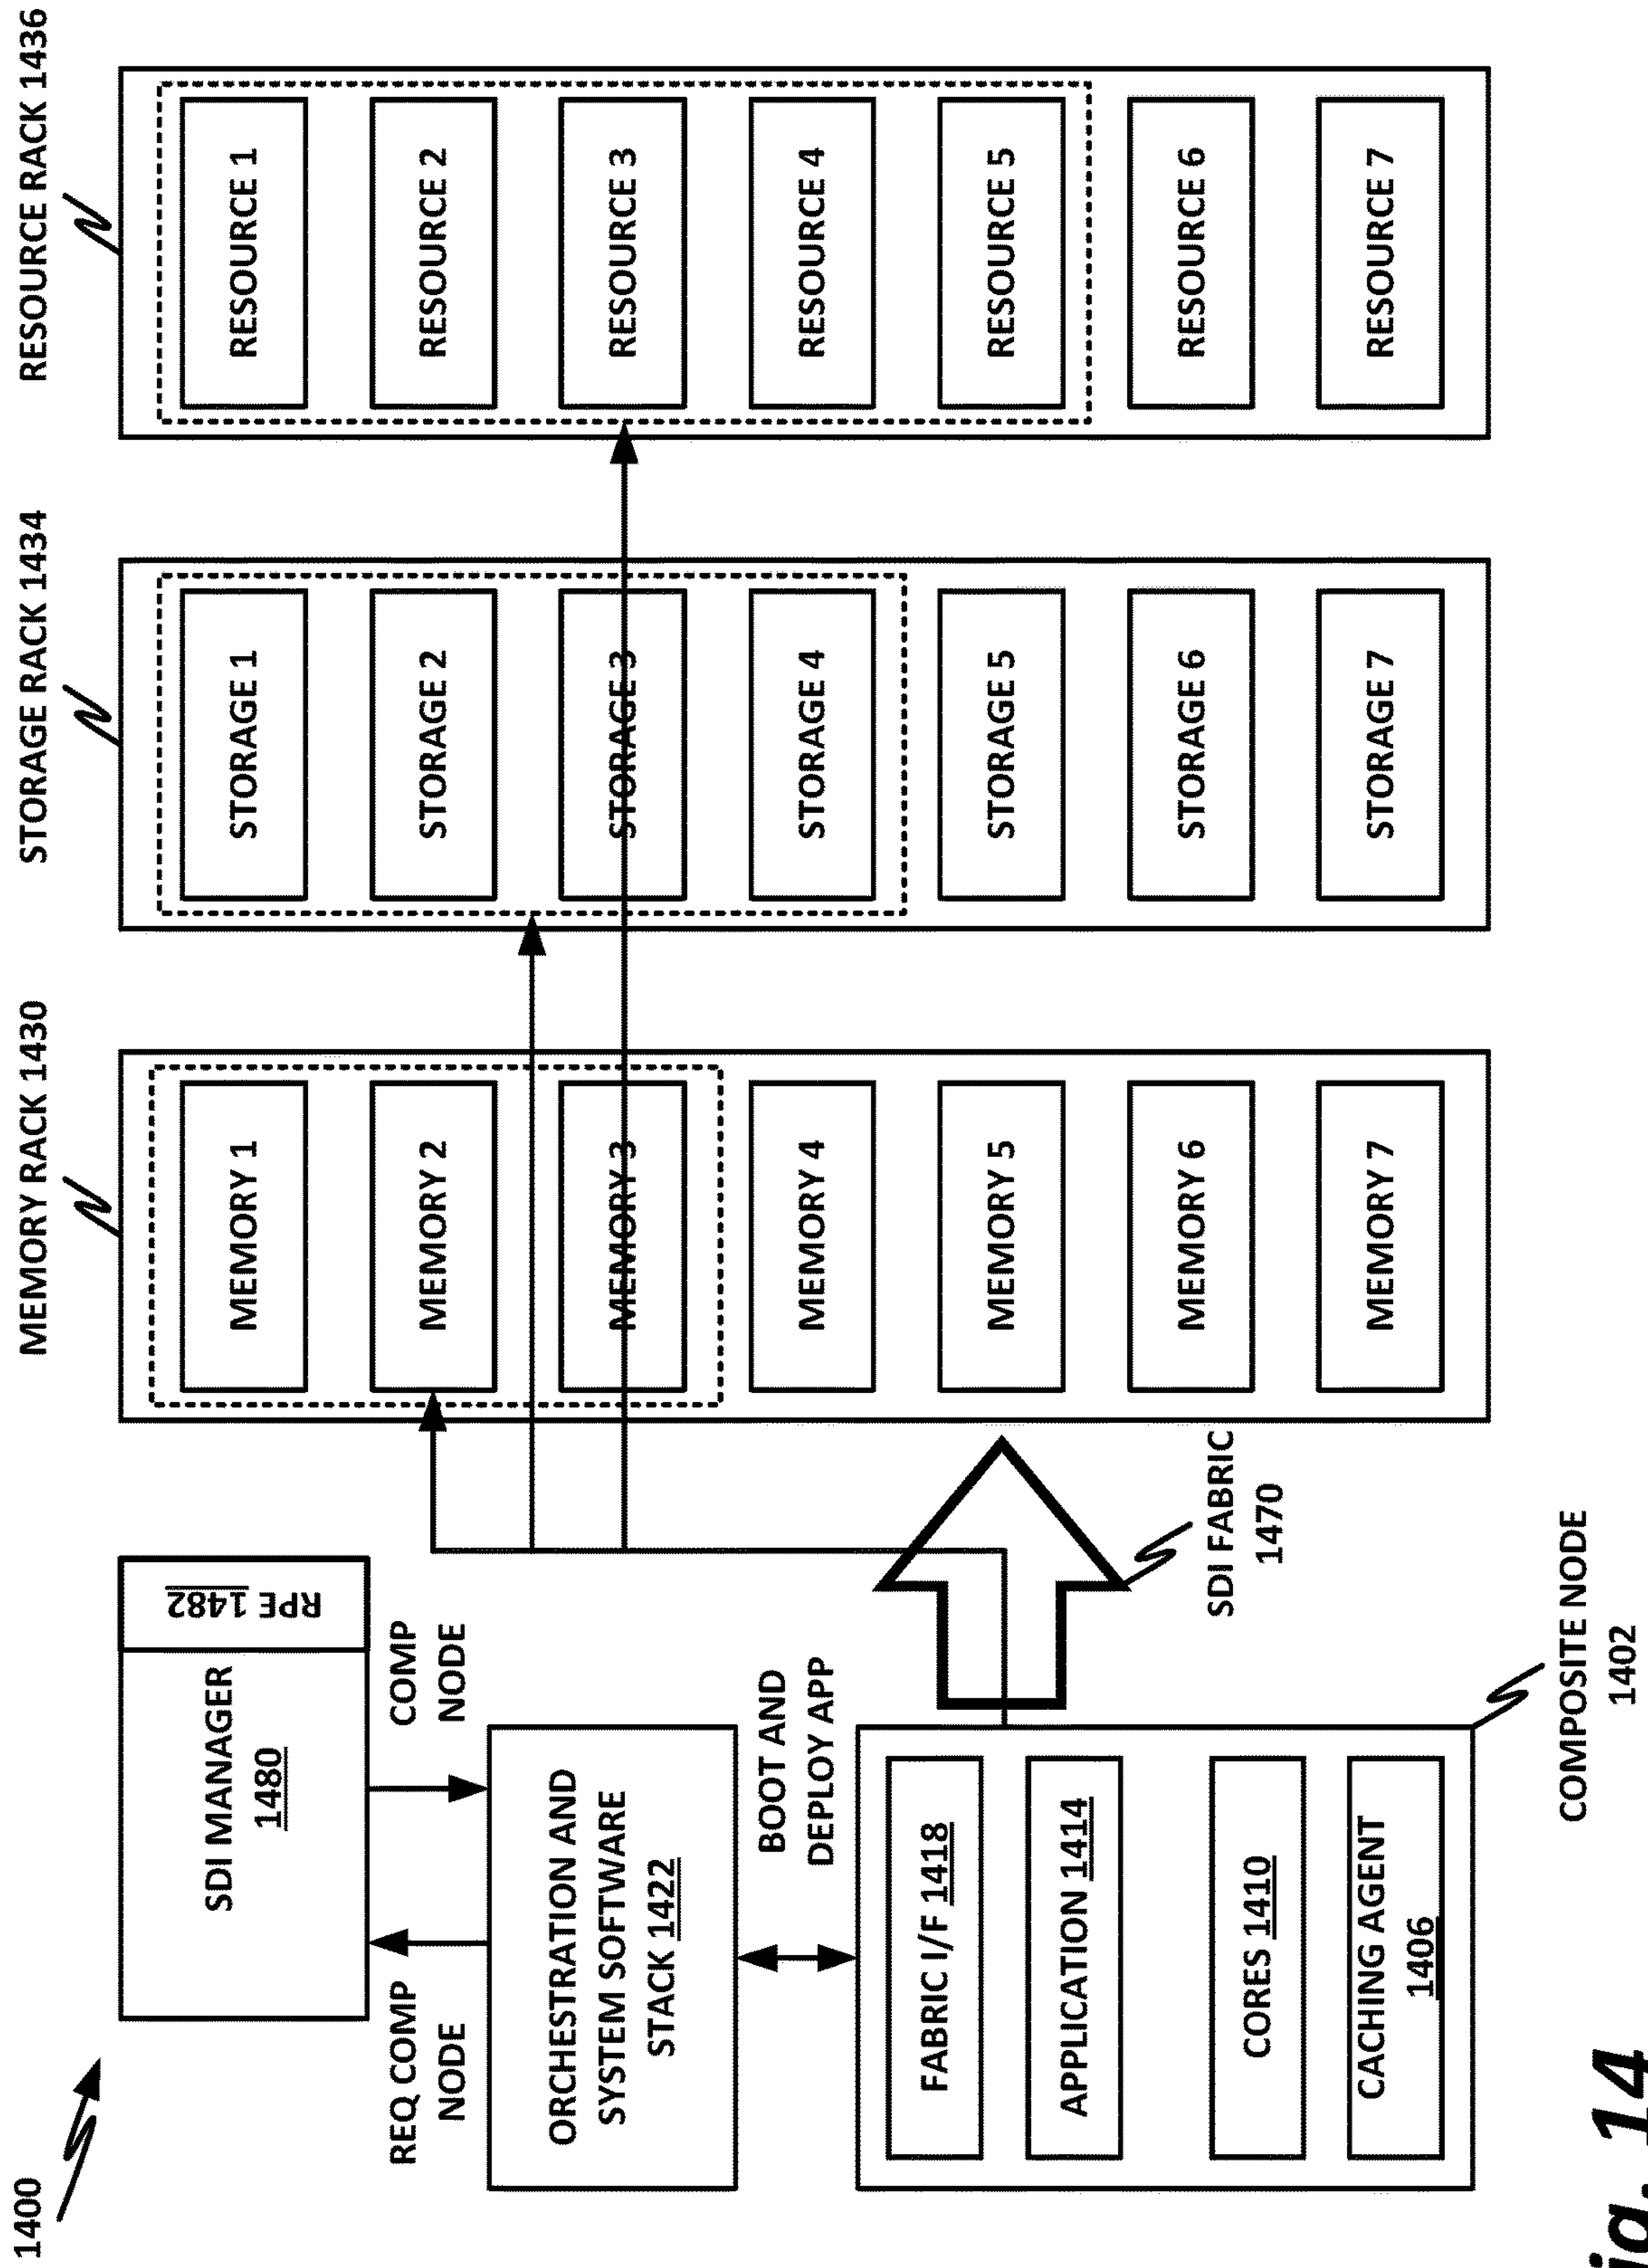 1400
SDI MANAGER
1480
RPE 1482
REQ COMP
NODE
COMP
NODE
ORCHESTRATION AND
SYSTEM SOFTWARE
STACK 1422
BOOT AND
DEPLOY APP
FABRIC I/F 1418
APPLICATION 1414
CORES 1410
CACHING AGENT
1406
COMPOSITE NODE
1402
SDI FABRIC
1470
MEMORY RACK 1430
MEMORY 1
MEMORY 2
MEMORY 3
MEMORY 4
MEMORY 5
MEMORY 6
MEMORY 7
STORAGE RACK 1434
STORAGE 1
STORAGE 2
STORAGE 3
STORAGE 4
STORAGE 5
STORAGE 6
STORAGE 7
RESOURCE RACK 1436
RESOURCE 1
RESOURCE 2
RESOURCE 3
RESOURCE 4
RESOURCE 5
RESOURCE 6
RESOURCE 7
ig. 14